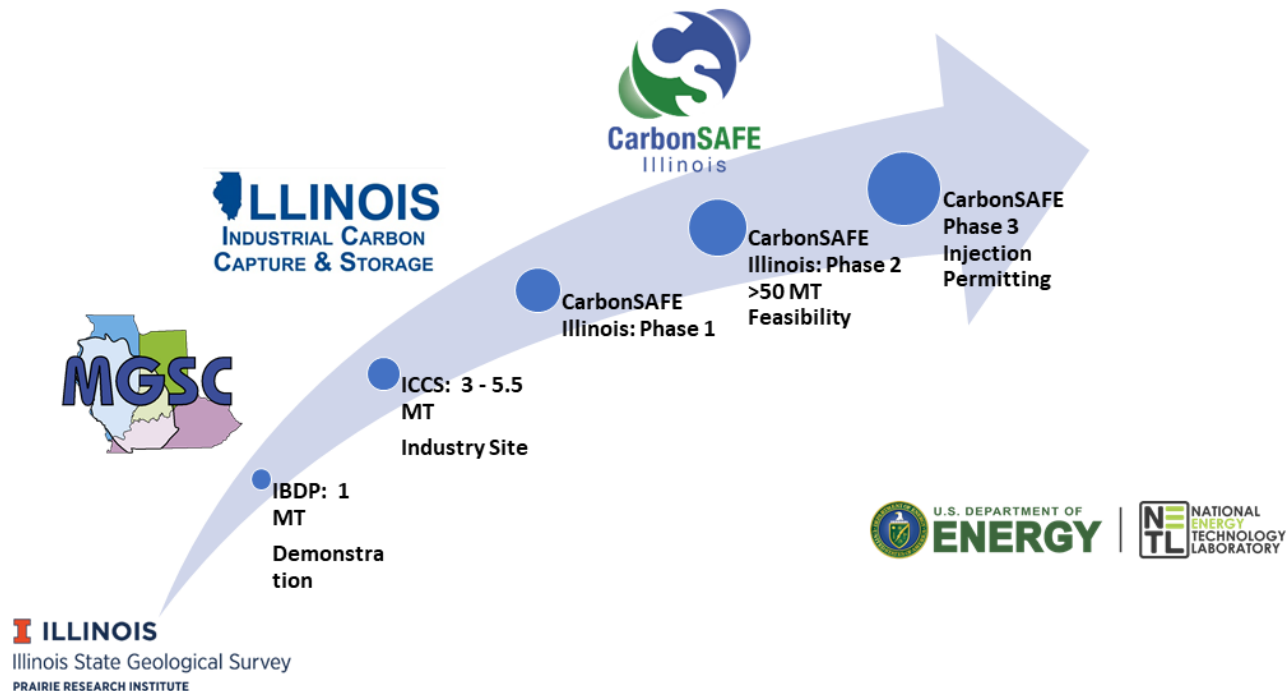 CarbonSAFE
Illinois
ILLINOIS
INDUSTRIAL CARBON
CAPTURE & STORAGE
MGSC
CarbonSAFE
Phase 3
Injection
Permitting
CarbonSAFE
Illinois: Phase 2
>50 MT
Feasibility
CarbonSAFE
Illinois: Phase 1
ICCS: 3 - 5.5
MT
Industry Site
IBDP: 1
MT
Demonstra
tion
U.S. DEPARTMENT OF
ENERGY
NE
TL
NATIONAL
ENERGY
TECHNOLOGY
LABORATORY
I ILLINOIS
Illinois State Geological Survey
PRAIRIE RESEARCH INSTITUTE